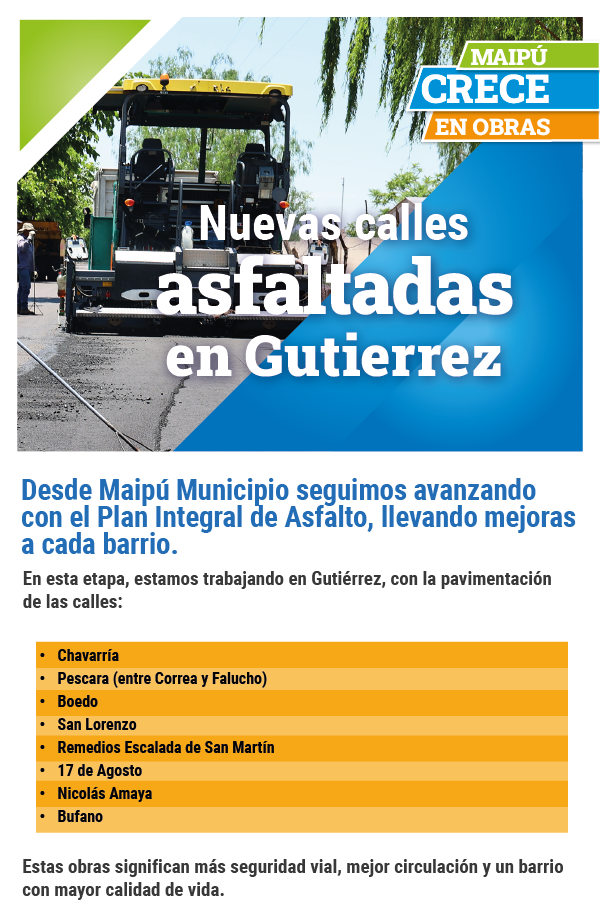 MAIPÚ
CRECE
EN OBRAS
Nuevas calles
asfaltadas
en Gutierrez
Desde Maipú Municipio seguimos avanzando
con el Plan Integral de Asfalto, llevando mejoras
a cada barrio.
En esta etapa, estamos trabajando en Gutiérrez, con la pavimentación
de las calles:
• Chavarría
• Pescara (entre Correa y Falucho)
• Boedo
• San Lorenzo
• Remedios Escalada de San Martín
• 17 de Agosto
• Nicolás Amaya
• Bufano
Estas obras significan más seguridad vial, mejor circulación y un barrio
con mayor calidad de vida.